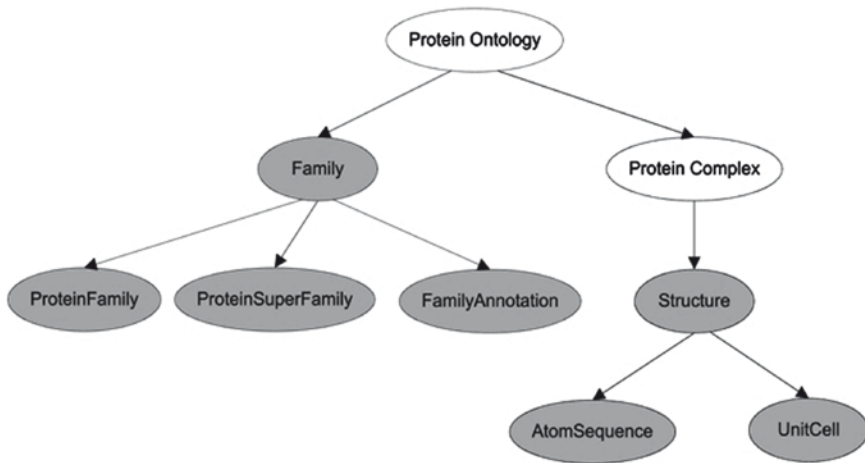 Protein Ontology
Family
Protein Complex
ProteinFamily
ProteinSuperFamily
FamilyAnnotation
Structure
AtomSequence
UnitCell